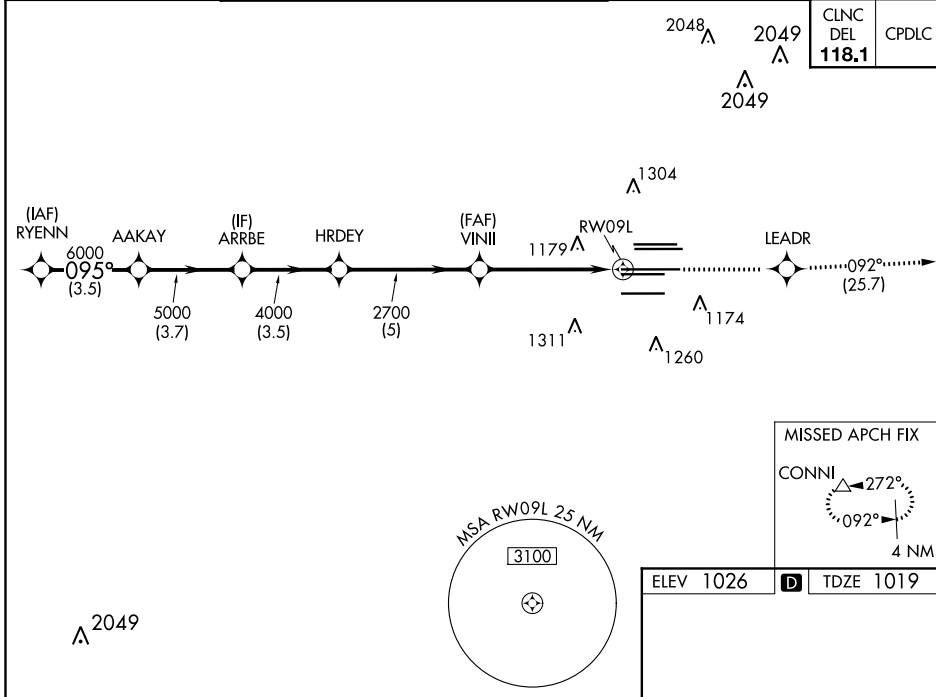 CLNC
DEL
118.1
CPDLC
2048
2049
2049
1304
(IAF)
RYENN
AAKAY
(IF)
ARRBE
HRDEY
(FAF)
VINII
1179
RW09L
LEADR
6000
095°
(3.5)
092°
(25.7)
5000
(3.7)
4000
(3.5)
2700
(5)
1311
1174
1260
MISSED APCH FIX
CONNI
272°
092°
4 NM
MSA RW09L 25 NM
3100
ELEV 1026
D
TDZE 1019
2049